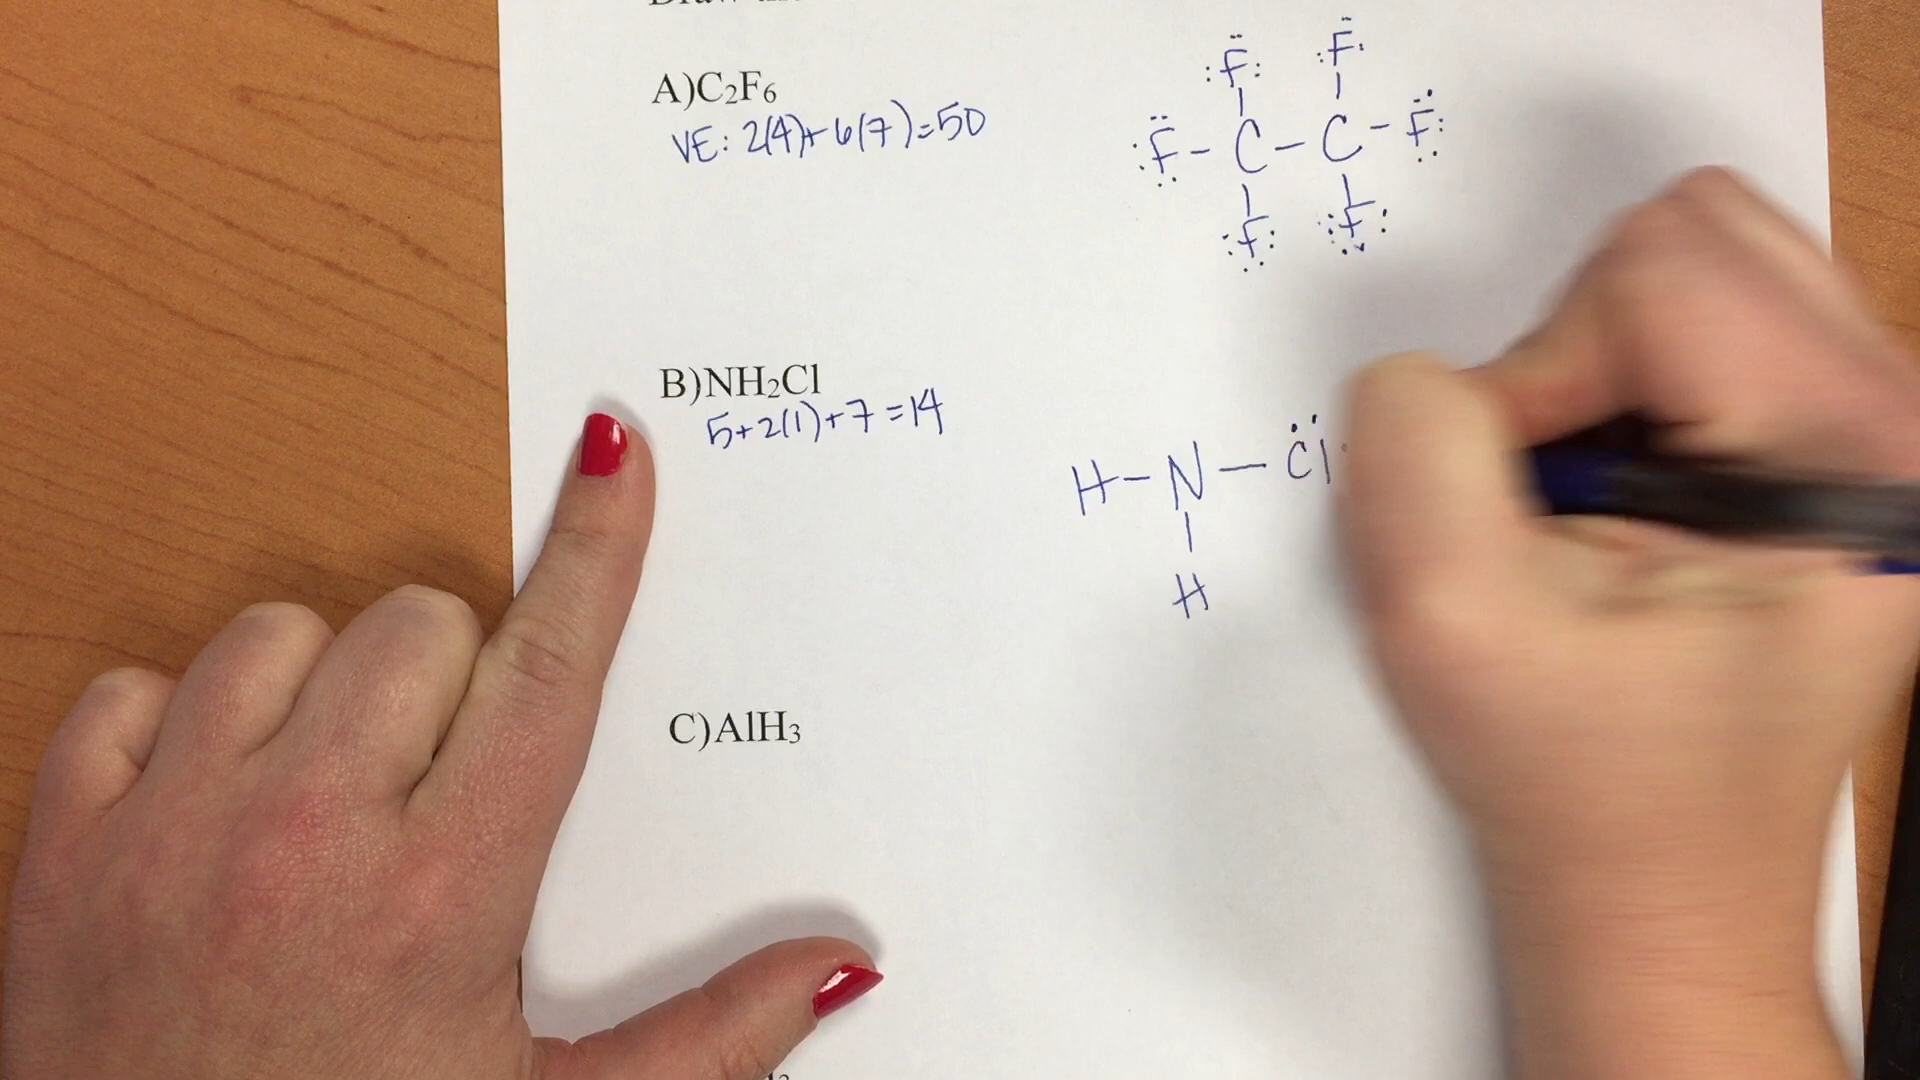 A)C₂F₆
VE: 2(4)+6(7)=50
F F
F-C-C-F
F F
B)NH₂Cl
5+2(1)+7=14
H-N-Cl
H
C)AlH₃